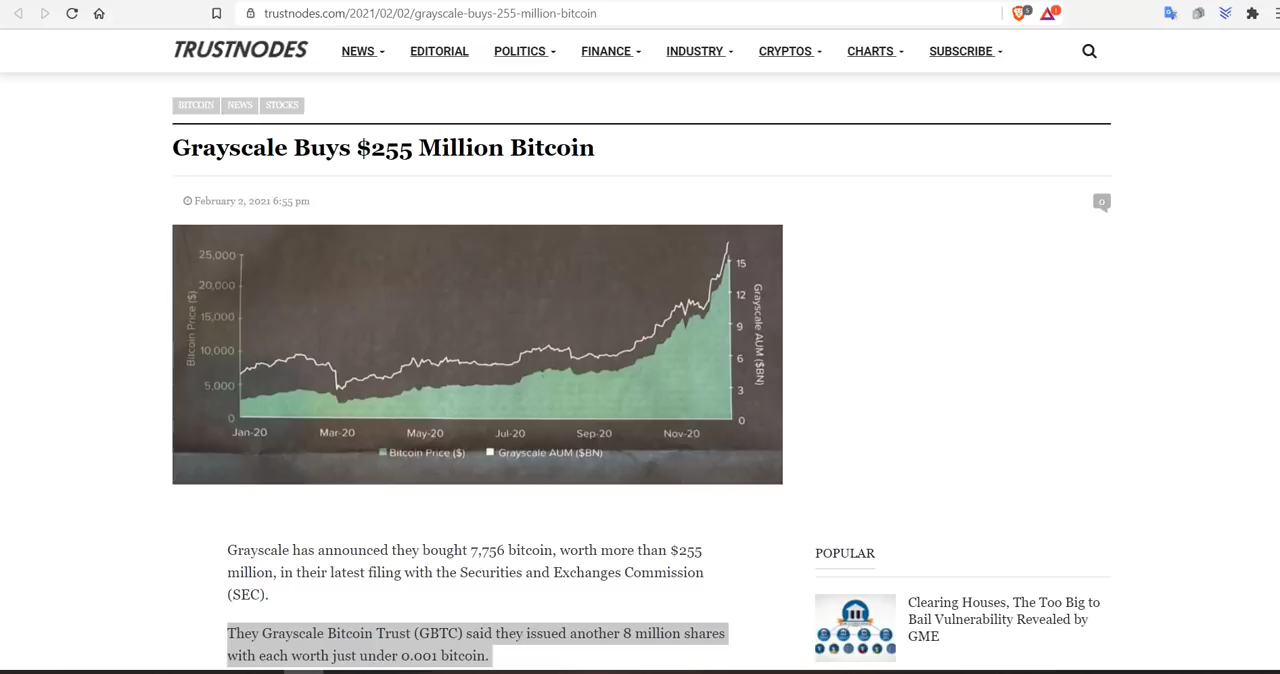 trustnodes.com/2021/02/02/grayscale-buys-255-million-bitcoin
5
1
TRUSTNODES
NEWS
EDITORIAL
POLITICS
FINANCE
INDUSTRY
CRYPTOS
CHARTS
SUBSCRIBE
BITCOIN
NEWS
STOCKS
Grayscale Buys $255 Million Bitcoin
February 2, 2021 6:55 pm
0
25,000
20,000
15,000
10,000
5,000
0
Bitcoin Price ($)
15
12
9
6
3
0
Grayscale AUM ($BN)
Jan-20
Mar-20
May-20
Jul-20
Sep-20
Nov-20
Bitcoin Price ($)
Grayscale AUM ($BN)
Grayscale has announced they bought 7,756 bitcoin, worth more than $255
million, in their latest filing with the Securities and Exchanges Commission
(SEC).
They Grayscale Bitcoin Trust (GBTC) said they issued another 8 million shares
with each worth just under 0.001 bitcoin.
POPULAR
Clearing Houses, The Too Big to
Bail Vulnerability Revealed by
GME